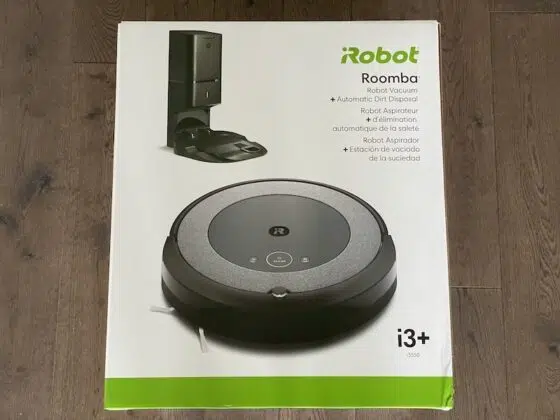 iRobot
Roomba
Robot Vacuum
+ Automatic Dirt Disposal
Robot Aspirateur
+ d'élimination
automatique de la saleté
Robot Aspirador
+ Estación de vaciado
de la suciedad
i3+